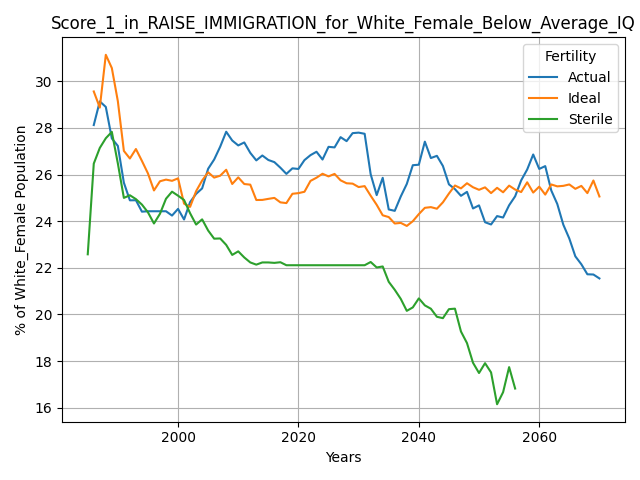 Score_1_in_RAISE_IMMIGRATION_for_White_Female_Below_Average_IQ
Fertility
Actual
Ideal
Sterile
% of White_Female Population
30
28
26
24
22
20
18
16
2000
2020
2040
2060
Years